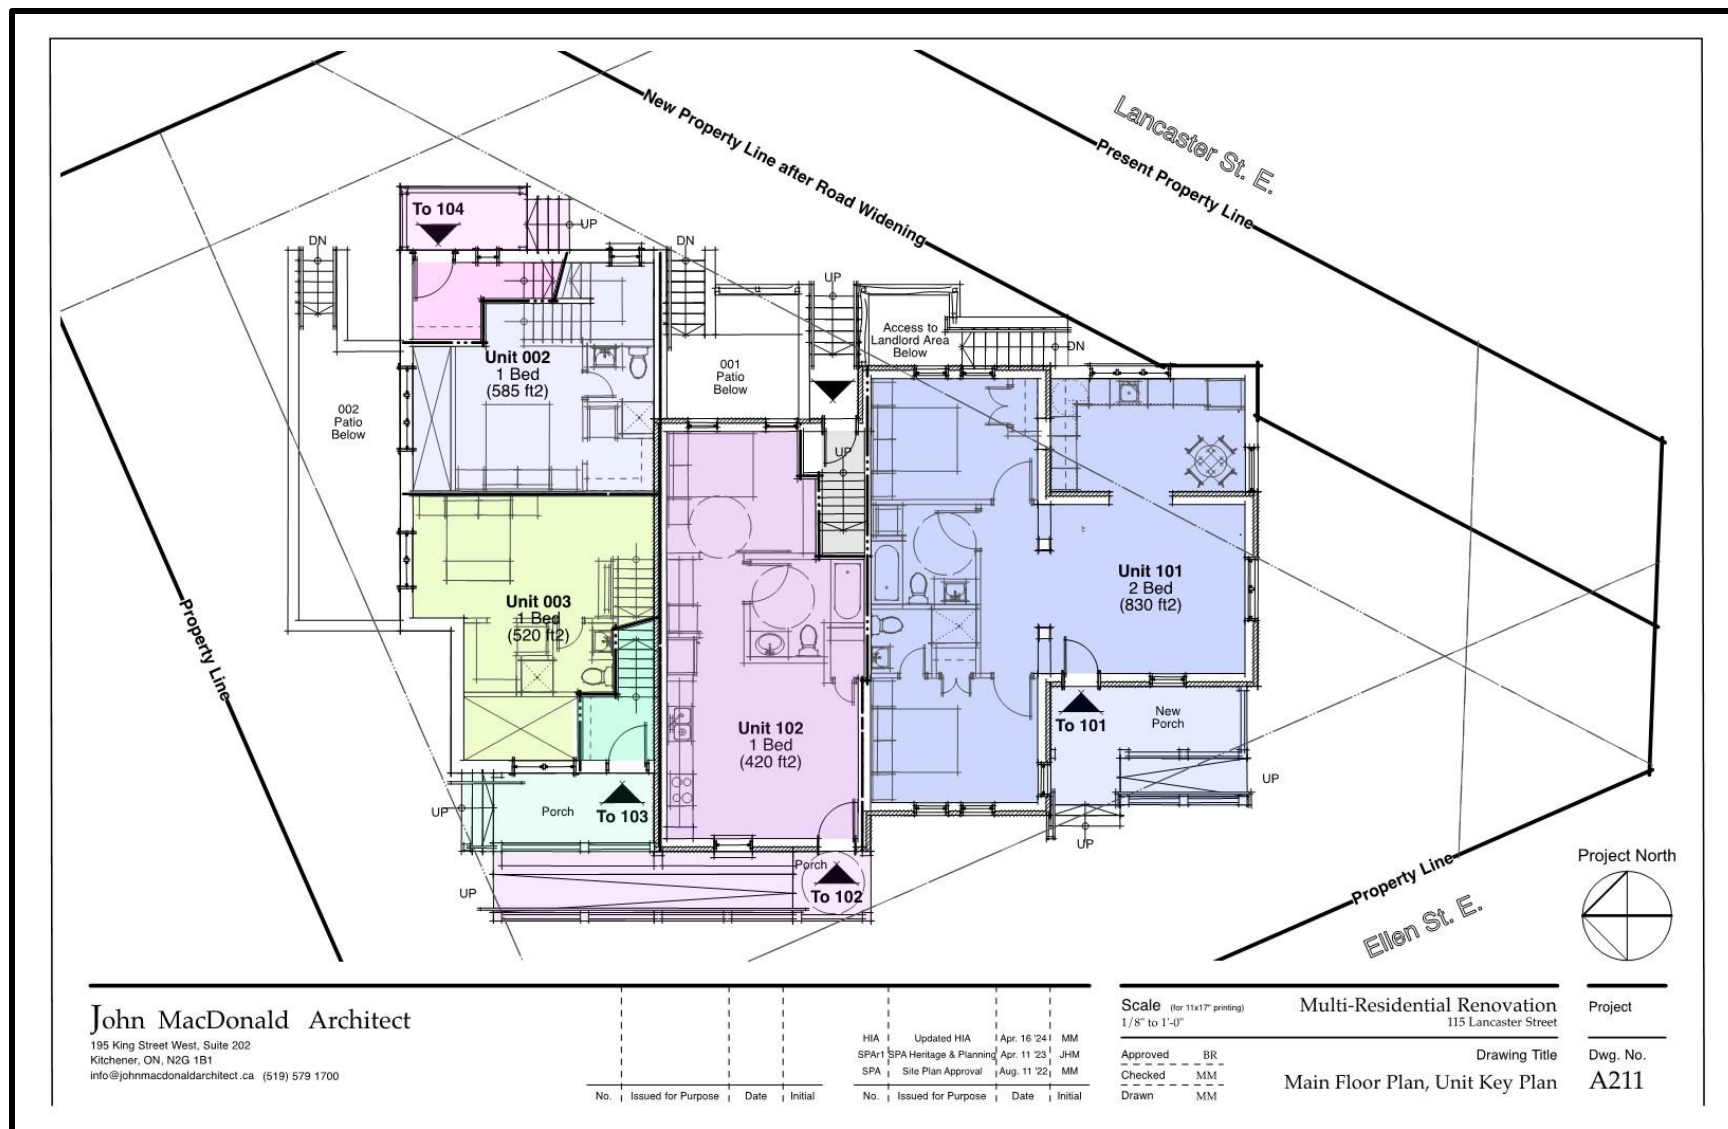 Lancaster St. E.
New Property Line after Road Widening
Present Property Line
To 104
UP
DN
DN
UP
Access to
Landlord Area
Below
DN
Unit 002
1 Bed
(585 ft2)
001
Patio
Below
002
Patio
Below
UP
Unit 101
2 Bed
(830 ft2)
Unit 003
1 Bed
(520 ft2)
Property Line
Unit 102
1 Bed
(420 ft2)
To 101
New
Porch
UP
UP
Porch
To 103
UP
Porch
To 102
UP
Property Line
Ellen St. E.
Project North
John MacDonald Architect
195 King Street West, Suite 202
Kitchener, ON, N2G 1B1
info@johnmacdonaldarchitect.ca (519) 579 1700
No. Issued for Purpose Date Initial
HIA Updated HIA Apr. 16 '24 MM
SPAr1 SPA Heritage & Planning Apr. 11 '23 JHM
SPA Site Plan Approval Aug. 11 '22 MM
No. Issued for Purpose Date Initial
Scale (for 11x17" printing)
1/8" to 1'-0"
Multi-Residential Renovation
115 Lancaster Street
Approved BR
Checked MM
Drawn MM
Drawing Title
Main Floor Plan, Unit Key Plan
Project
Dwg. No.
A211